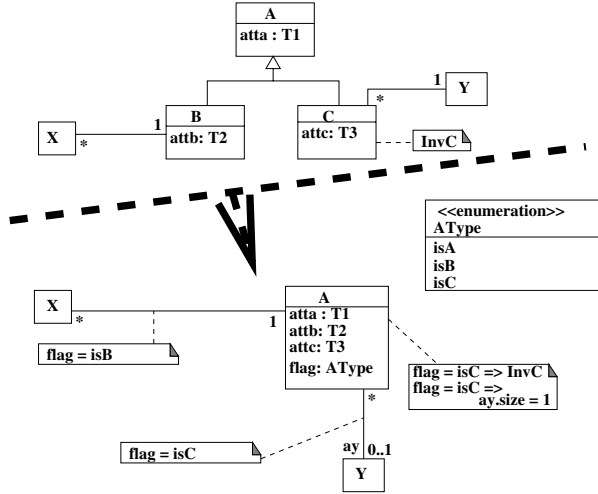 A
atta : T1
B
attb: T2
C
attc: T3
X
*
1
1
*
Y
InvC
<<enumeration>>
AType
isA
isB
isC
X
*
1
A
atta : T1
attb: T2
attc: T3
flag: AType
*
flag = isB
flag = isC => InvC
flag = isC =>
ay.size = 1
flag = isC
ay
0..1
Y